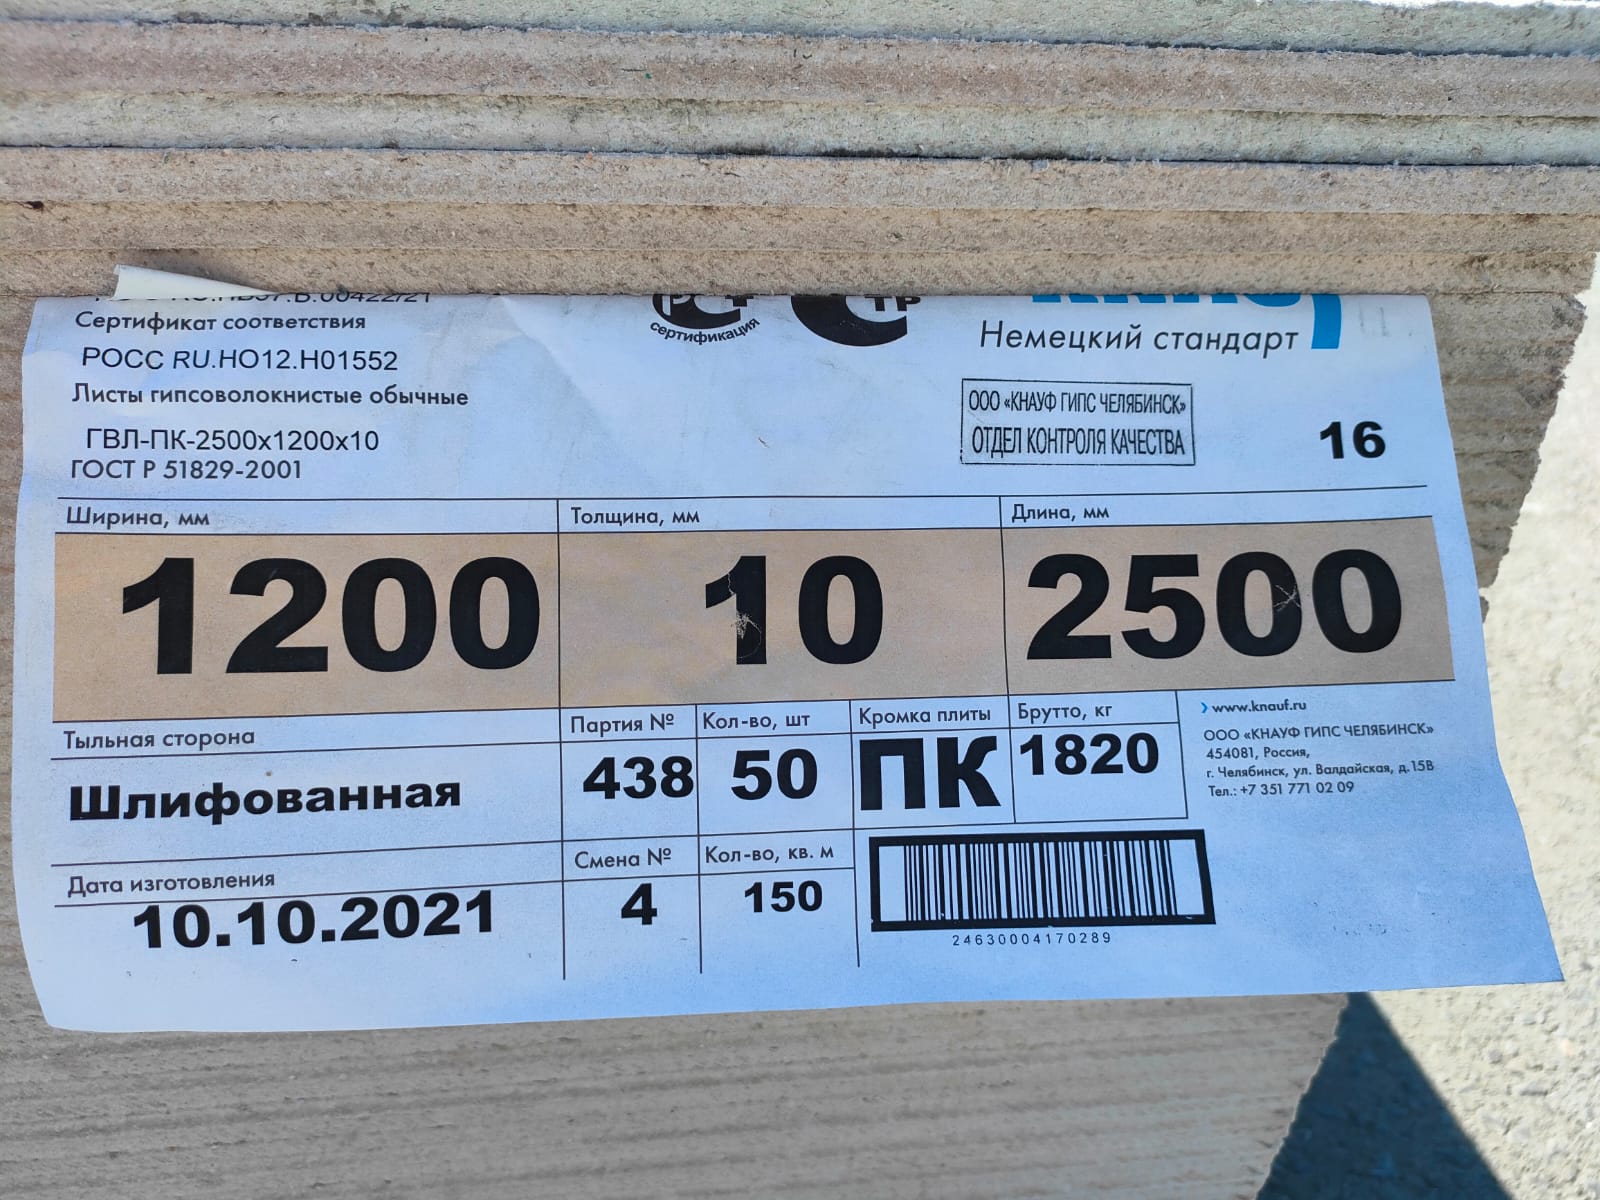 Сертификат соответствия
РОСС RU.НО12.Н01552
Листы гипсоволокнистые обычные
ГВЛ-ПК-2500х1200х10
ГОСТ Р 51829-2001
сертификация
Немецкий стандарт
ООО «КНАУФ ГИПС ЧЕЛЯБИНСК»
ОТДЕЛ КОНТРОЛЯ КАЧЕСТВА
16
Ширина, мм
1200
Толщина, мм
10
Длина, мм
2500
Тыльная сторона
Шлифованная
Партия №
438
Кол-во, шт
50
Кромка плиты
ПК
Брутто, кг
1820
www.knauf.ru
ООО «КНАУФ ГИПС ЧЕЛЯБИНСК»
454081, Россия,
г. Челябинск, ул. Валдайская, д.15В
Тел.: +7 351 771 02 09
Дата изготовления
10.10.2021
Смена №
4
Кол-во, кв. м
150
24630004170289